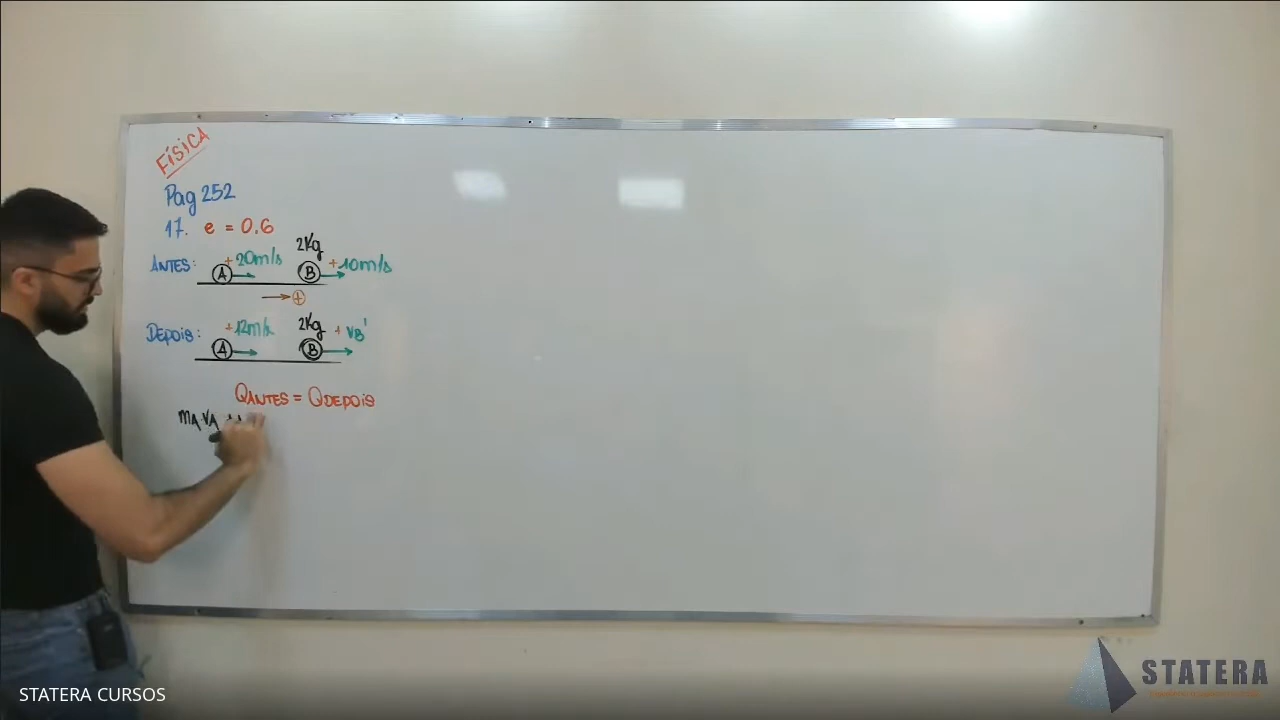 FÍSICA
Pag 252
17. e = 0.6
2Kg
ANTES: A +20m/s B +10m/s
→ +
2Kg
DEPOIS: A +12m/s B + VB'
QANTES = QDEPOIS
mA VA +
STATERA
STATERA CURSOS